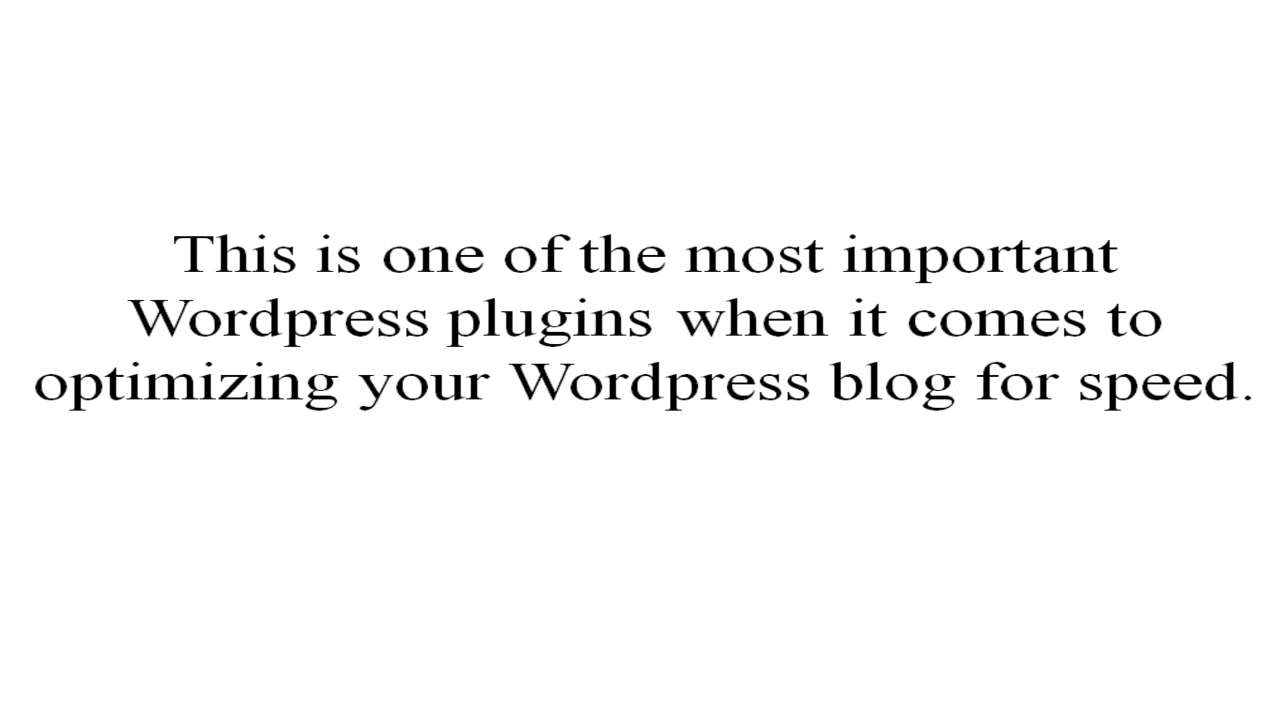 This is one of the most important
Wordpress plugins when it comes to
optimizing your Wordpress blog for speed.